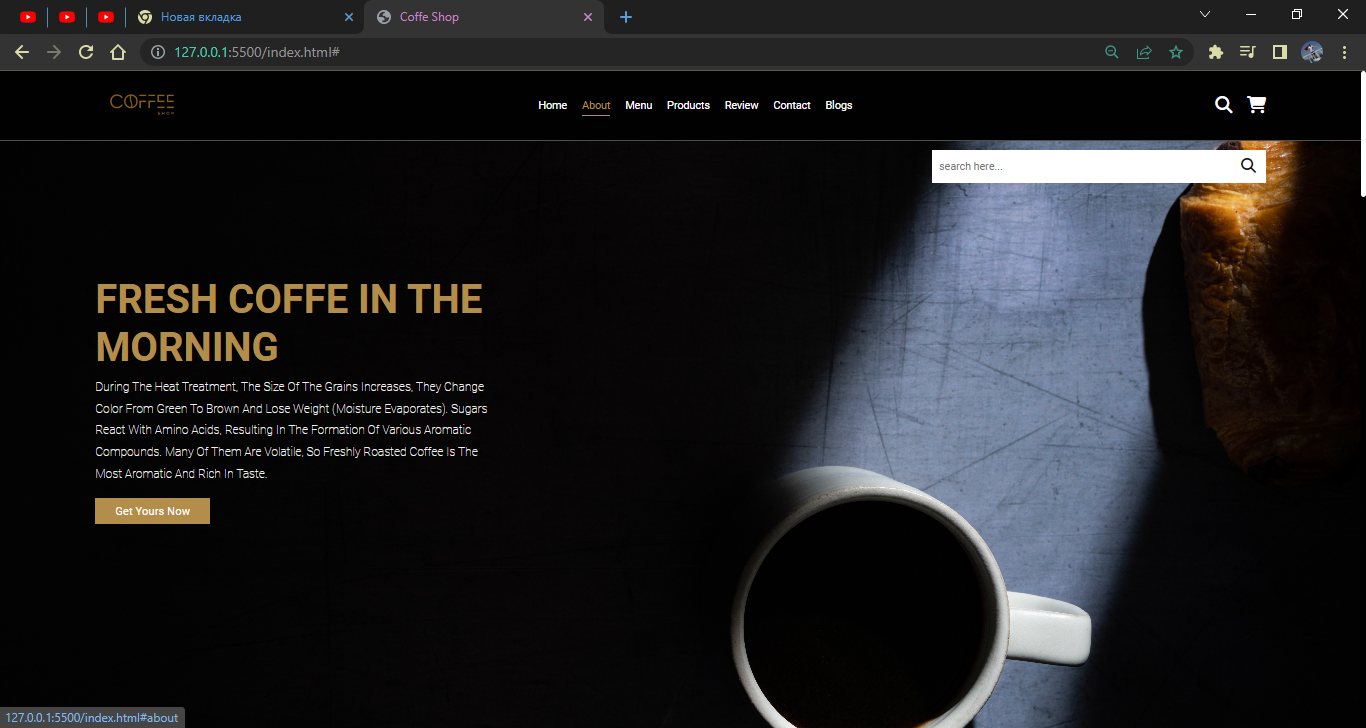 Новая вкладка
Coffe Shop
127.0.0.1:5500/index.html#
COFFEE
SHOP
Home About Menu Products Review Contact Blogs
search here...
FRESH COFFE IN THE
MORNING
During The Heat Treatment, The Size Of The Grains Increases, They Change
Color From Green To Brown And Lose Weight (Moisture Evaporates). Sugars
React With Amino Acids, Resulting In The Formation Of Various Aromatic
Compounds. Many Of Them Are Volatile, So Freshly Roasted Coffee Is The
Most Aromatic And Rich In Taste.
Get Yours Now
127.0.0.1:5500/index.html#about